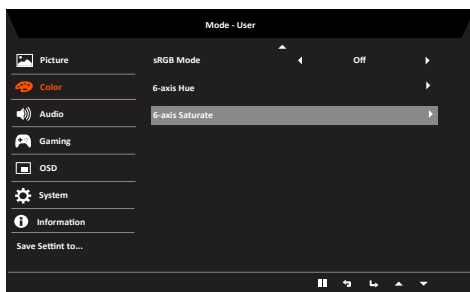 Mode - User
Picture
sRGB Mode Off
Color
6-axis Hue
Audio
6-axis Saturate
Gaming
OSD
System
Information
Save Settint to...